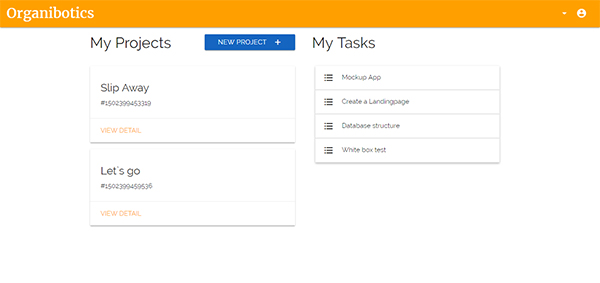 Organibotics
My Projects
NEW PROJECT +
Slip Away
#1502399453319
VIEW DETAIL
Let's go
#1502399459536
VIEW DETAIL
My Tasks
Mockup App
Create a Landingpage
Database structure
White box test